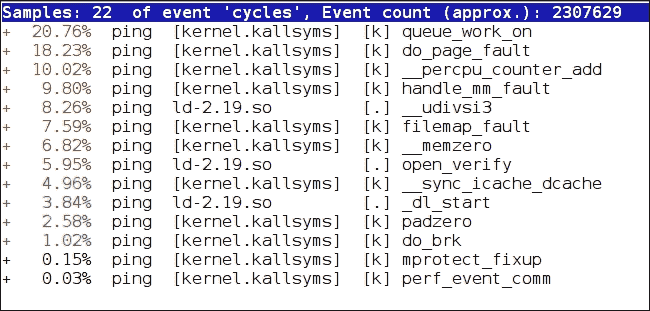 Samples: 22  of event 'cycles', Event count (approx.): 2307629
+  20.76%  ping  [kernel.kallsyms]  [k] queue_work_on
+  18.23%  ping  [kernel.kallsyms]  [k] do_page_fault
+  10.02%  ping  [kernel.kallsyms]  [k] __percpu_counter_add
+   9.80%  ping  [kernel.kallsyms]  [k] handle_mm_fault
+   8.26%  ping  ld-2.19.so         [.] __udivsi3
+   7.59%  ping  [kernel.kallsyms]  [k] filemap_fault
+   6.82%  ping  [kernel.kallsyms]  [k] __memzero
+   5.95%  ping  ld-2.19.so         [.] open_verify
+   4.96%  ping  [kernel.kallsyms]  [k] __sync_icache_dcache
+   3.84%  ping  ld-2.19.so         [.] _dl_start
+   2.58%  ping  [kernel.kallsyms]  [k] padzero
+   1.02%  ping  [kernel.kallsyms]  [k] do_brk
+   0.15%  ping  [kernel.kallsyms]  [k] mprotect_fixup
+   0.03%  ping  [kernel.kallsyms]  [k] perf_event_comm